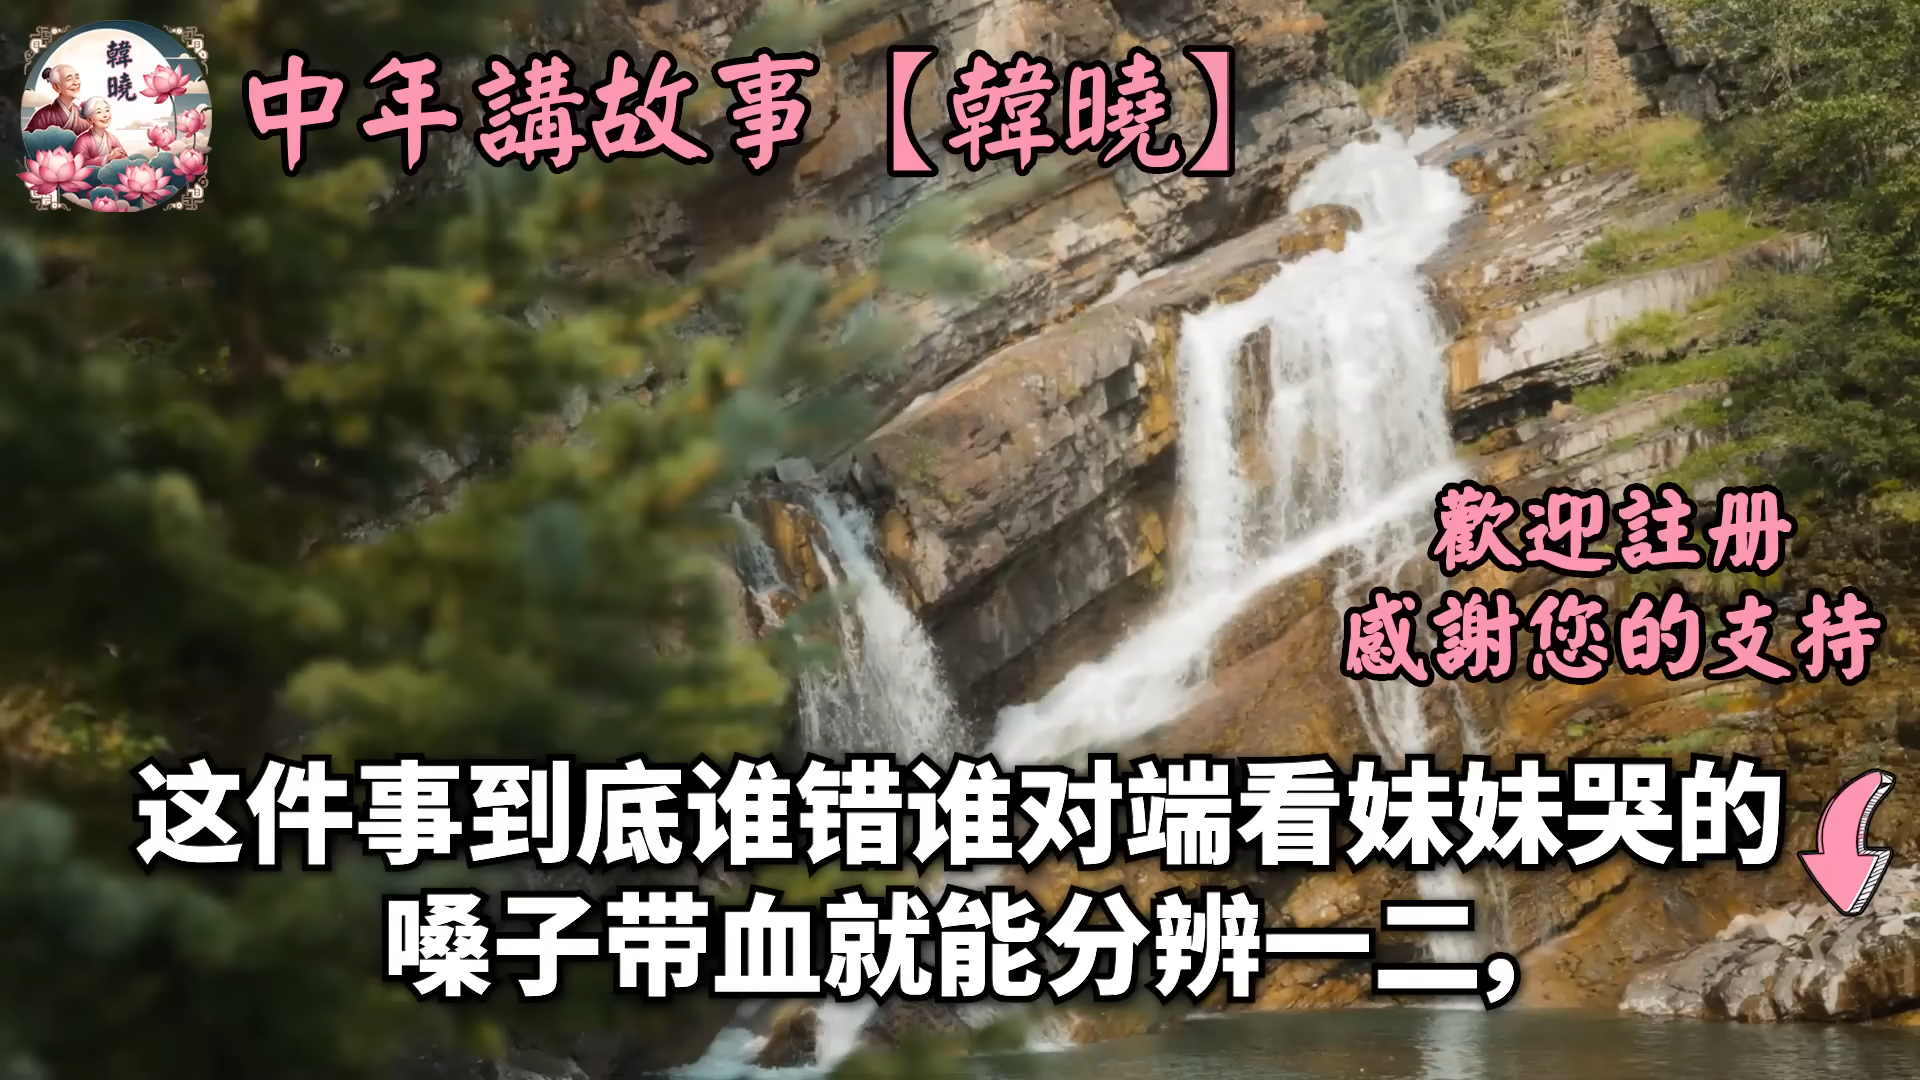 韓曉
中年講故事【韓曉】
歡迎註册
感謝您的支持
这件事到底谁错谁对端看妹妹哭的
嗓子带血就能分辨一二,